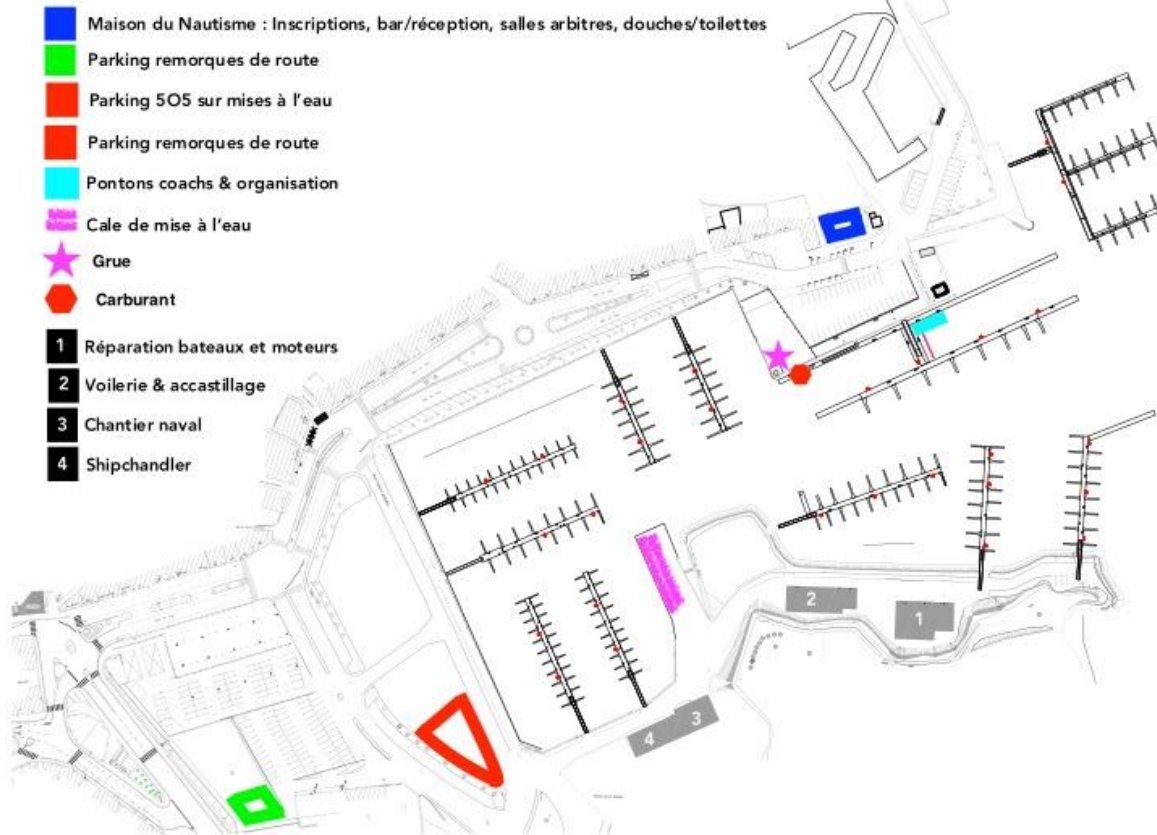 Maison du Nautisme : Inscriptions, bar/réception, salles arbitres, douches/toilettes
Parking remorques de route
Parking 5O5 sur mises à l'eau
Parking remorques de route
Pontons coachs & organisation
Cale de mise à l'eau
Grue
Carburant
1 Réparation bateaux et moteurs
2 Voilerie & accastillage
3 Chantier naval
4 Shipchandler
2
1
3
4